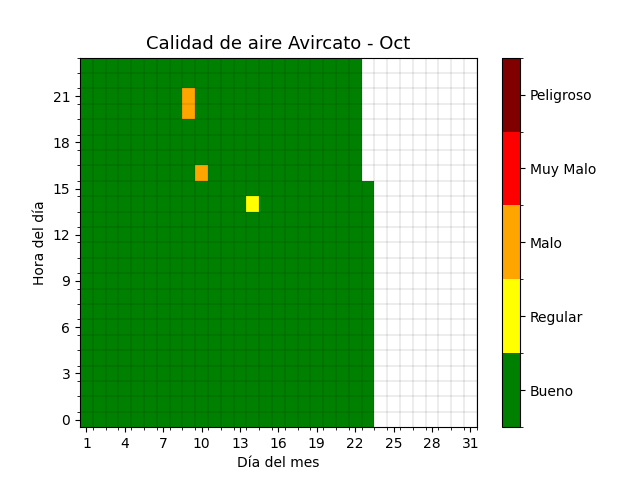 Calidad de aire Avircato - Oct
Hora del día
21
18
15
12
9
6
3
0
1 4 7 10 13 16 19 22 25 28 31
Día del mes
Peligroso
Muy Malo
Malo
Regular
Bueno